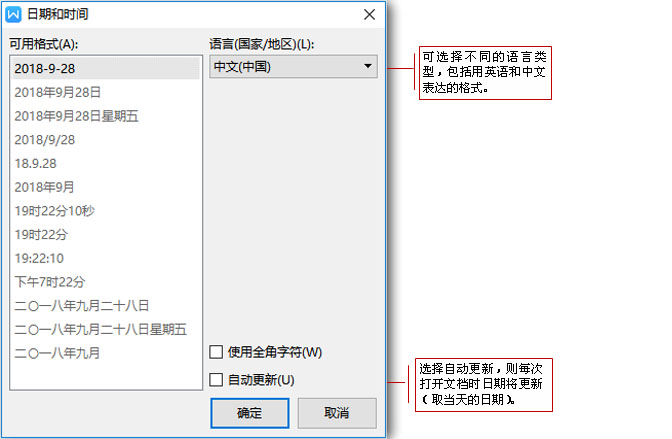 日期和时间
可用格式(A):
语言(国家/地区)(L):
2018-9-28
中文(中国)
2018年9月28日
2018年9月28日星期五
2018/9/28
18.9.28
2018年9月
19时22分10秒
19时22分
19:22:10
下午7时22分
二〇一八年九月二十八日
二〇一八年九月二十八日星期五
二〇一八年九月
使用全角字符(W)
自动更新(U)
确定
取消
可选择不同的语言类
型，包括用英语和中文
表达的格式。
选择自动更新，则每次
打开文档时日期将更新
（取当天的日期）。